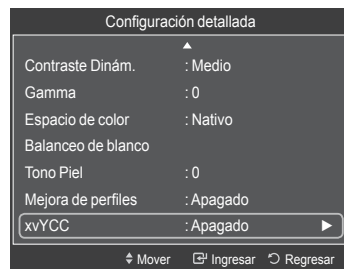 Configuración detallada
Contraste Dinám. : Medio
Gamma : 0
Espacio de color : Nativo
Balanceo de blanco
Tono Piel : 0
Mejora de perfiles : Apagado
xvYCC : Apagado
Mover Ingresar Regresar